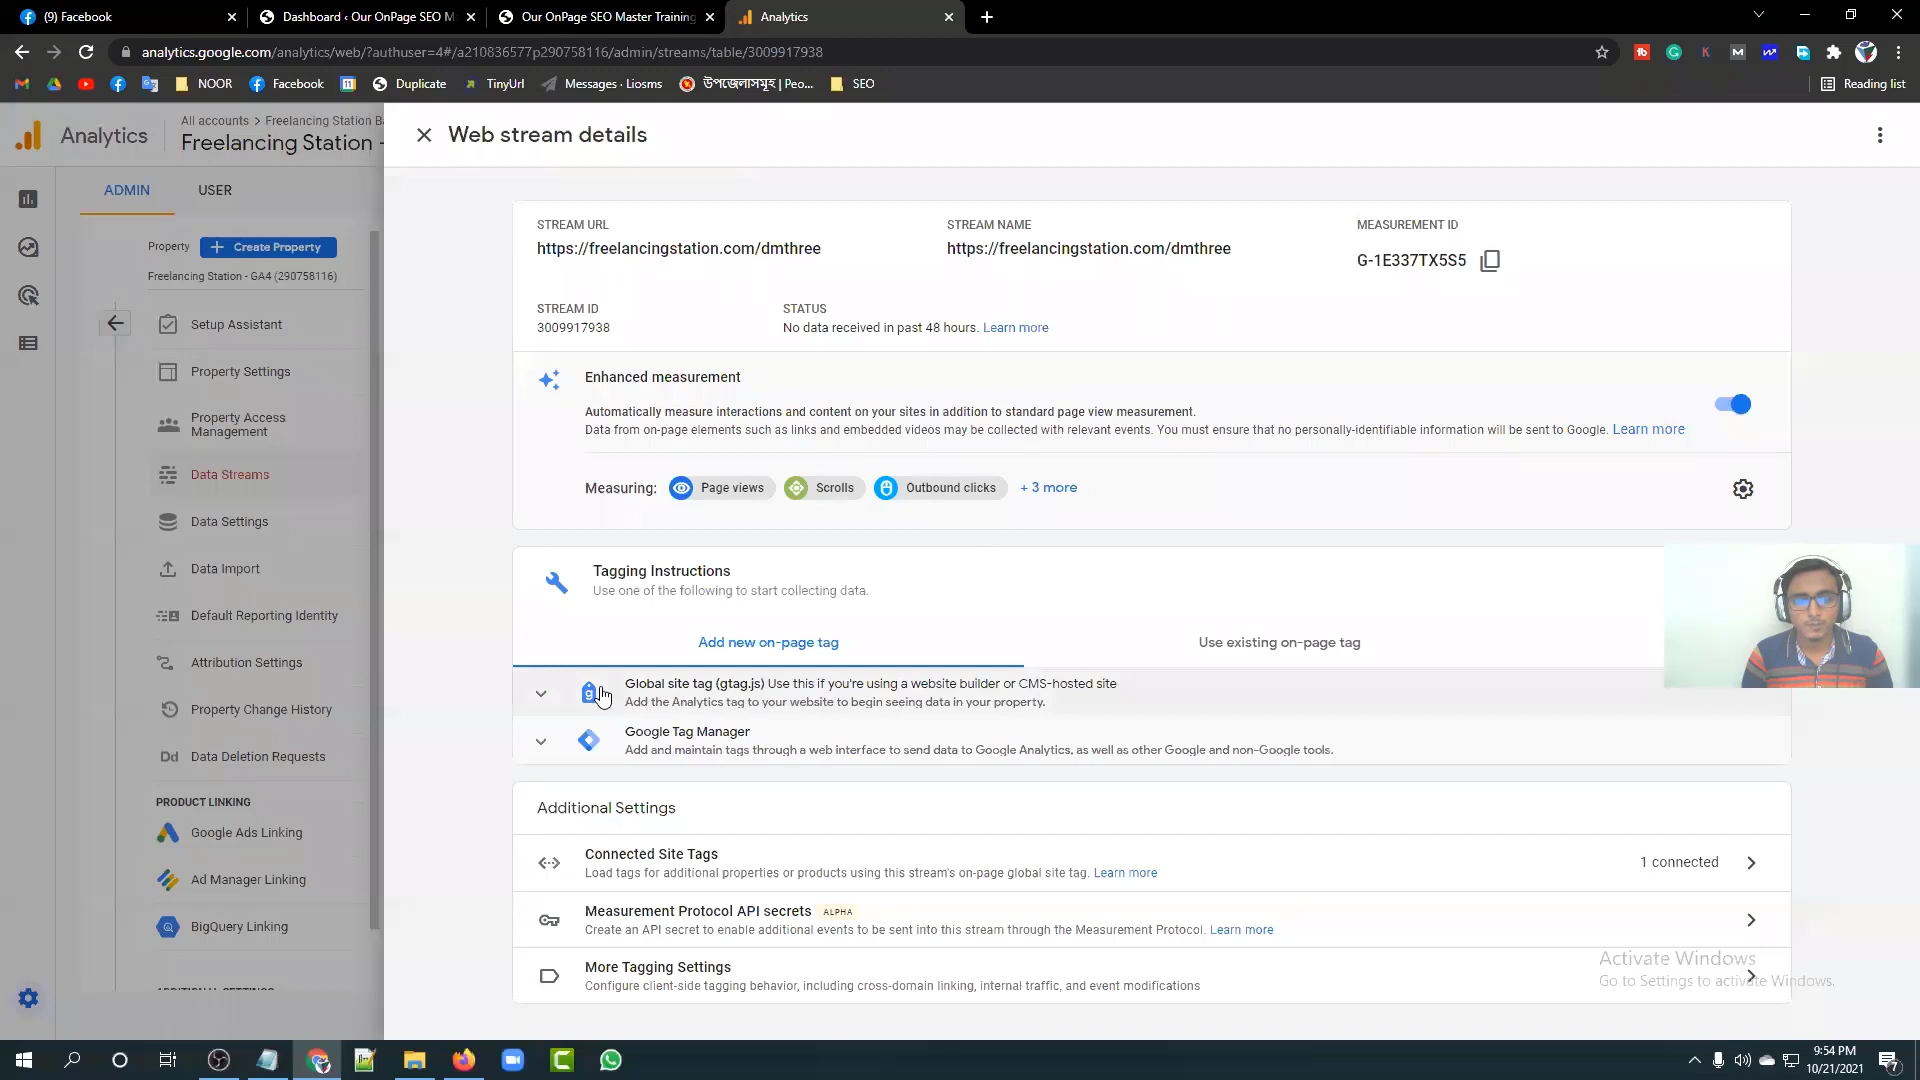 (9) Facebook
Dashboard ‹ Our OnPage SEO M
Our OnPage SEO Master Training
Analytics
analytics.google.com/analytics/web/?authuser=4#/a210836577p290758116/admin/streams/table/3009917938
NOOR
Facebook
Duplicate
TinyUrl
Messages · Liosms
উপজেলাসমূহ | Peo...
SEO
Reading list
Analytics
All accounts > Freelancing Station Ba
Freelancing Station -
Web stream details
ADMIN
USER
Property
Create Property
Freelancing Station - GA4 (290758116)
Setup Assistant
Property Settings
Property Access
Management
Data Streams
Data Settings
Data Import
Default Reporting Identity
Attribution Settings
Property Change History
Dd Data Deletion Requests
PRODUCT LINKING
Google Ads Linking
Ad Manager Linking
BigQuery Linking
STREAM URL
https://freelancingstation.com/dmthree
STREAM NAME
https://freelancingstation.com/dmthree
MEASUREMENT ID
G-1E337TX5S5
STREAM ID
3009917938
STATUS
No data received in past 48 hours. Learn more
Enhanced measurement
Automatically measure interactions and content on your sites in addition to standard page view measurement.
Data from on-page elements such as links and embedded videos may be collected with relevant events. You must ensure that no personally-identifiable information will be sent to Google. Learn more
Measuring: Page views Scrolls Outbound clicks + 3 more
Tagging Instructions
Use one of the following to start collecting data.
Add new on-page tag
Use existing on-page tag
Global site tag (gtag.js) Use this if you're using a website builder or CMS-hosted site
Add the Analytics tag to your website to begin seeing data in your property.
Google Tag Manager
Add and maintain tags through a web interface to send data to Google Analytics, as well as other Google and non-Google tools.
Additional Settings
Connected Site Tags
Load tags for additional properties or products using this stream's on-page global site tag. Learn more
1 connected
Measurement Protocol API secrets ALPHA
Create an API secret to enable additional events to be sent into this stream through the Measurement Protocol. Learn more
More Tagging Settings
Configure client-side tagging behavior, including cross-domain linking, internal traffic, and event modifications
Activate Windows
Go to Settings to activate Windows.
9:54 PM
10/21/2021
7